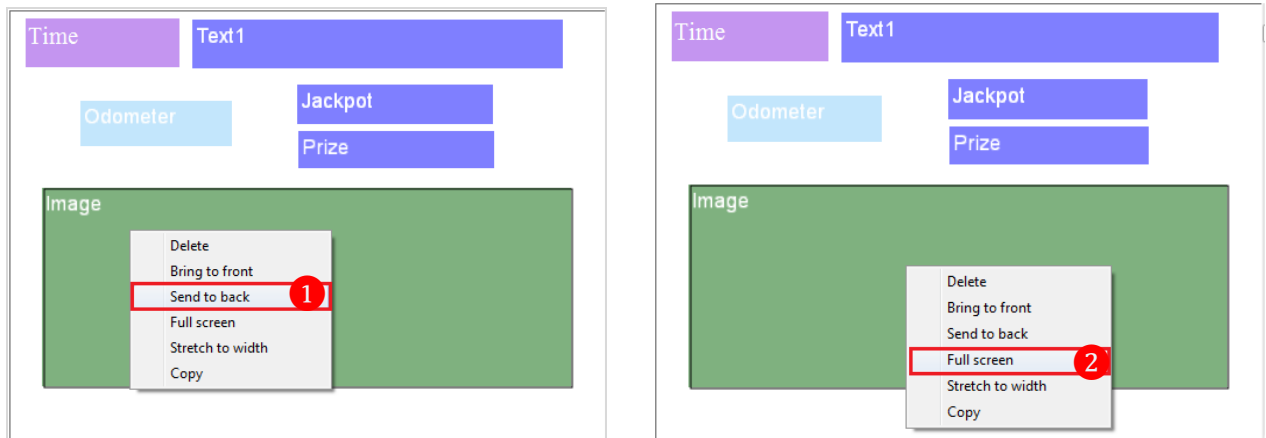 Time
Text1
Odometer
Jackpot
Prize
Image
Delete
Bring to front
Send to back
1
Full screen
Stretch to width
Copy
Time
Text1
Odometer
Jackpot
Prize
Image
Delete
Bring to front
Send to back
Full screen
2
Stretch to width
Copy